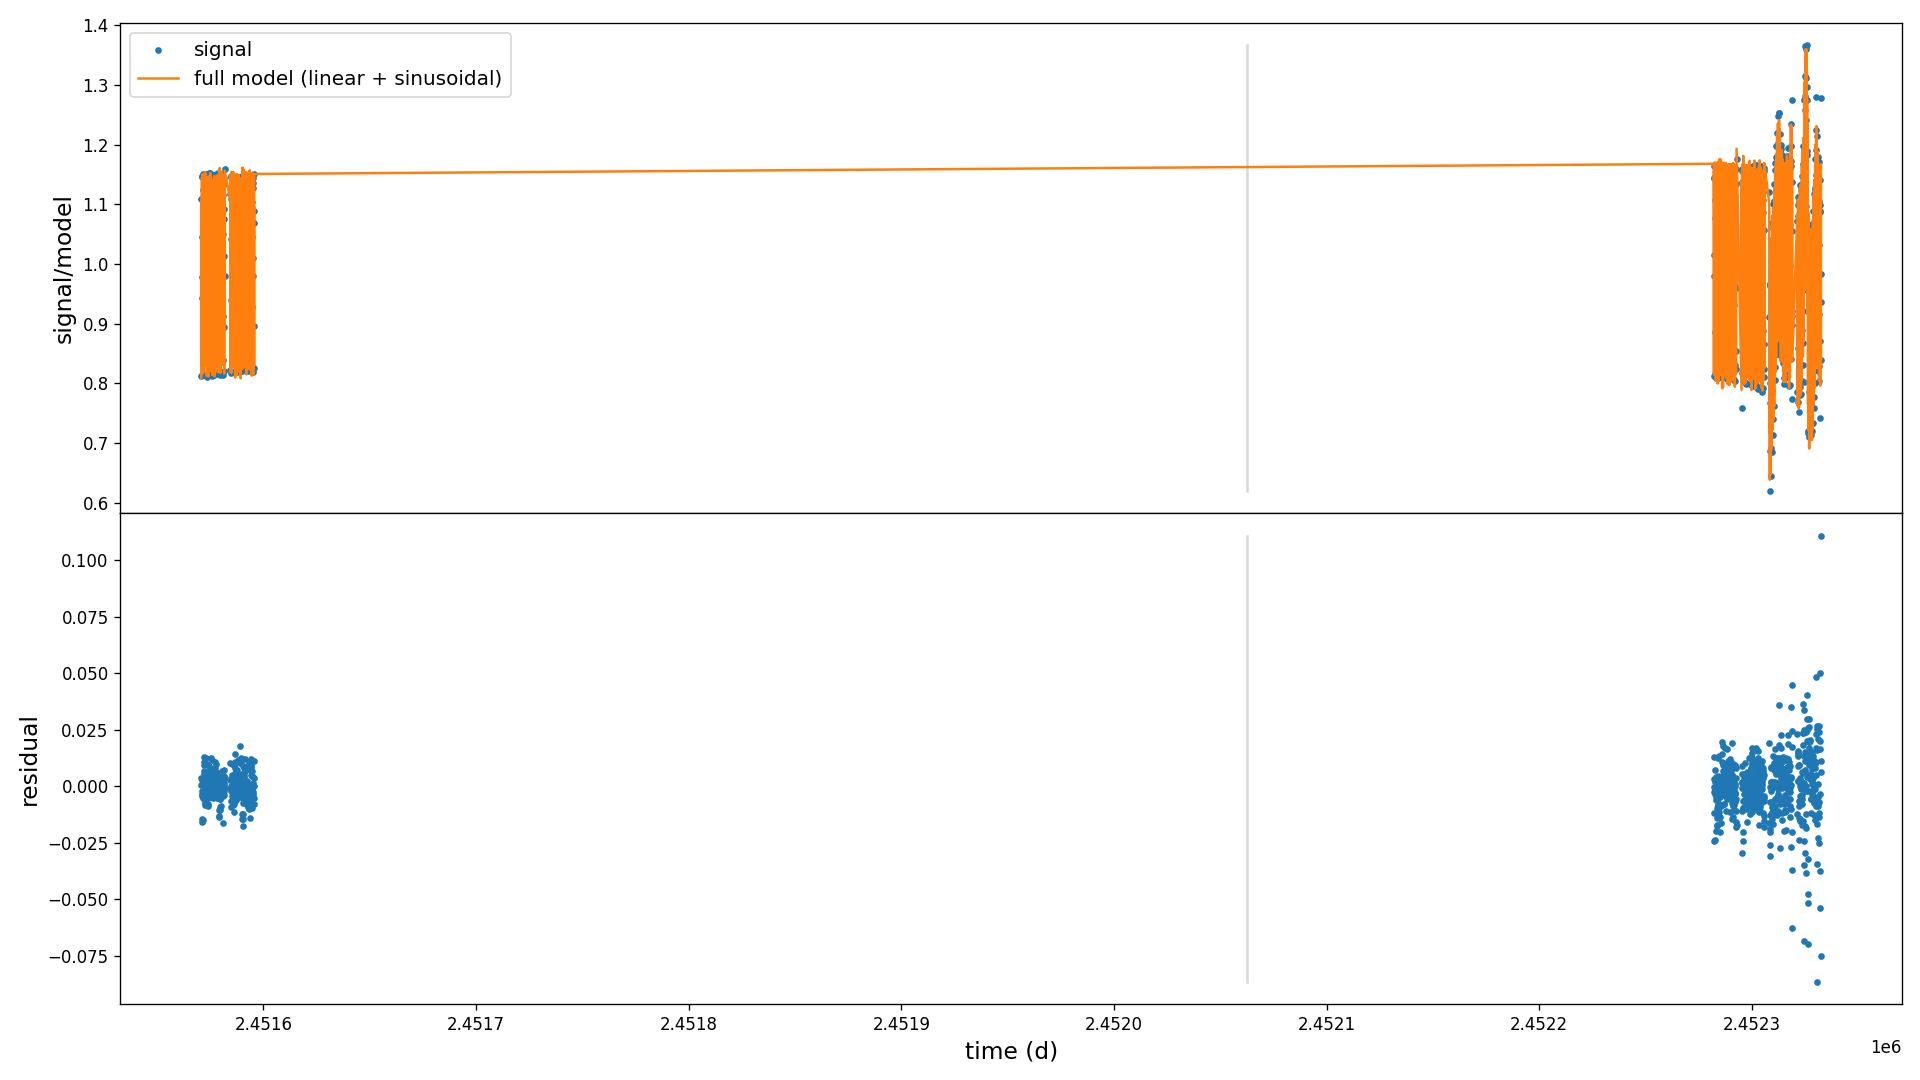 signal
full model (linear + sinusoidal)
signal/model
1.4
1.3
1.2
1.1
1.0
0.9
0.8
0.7
0.6
residual
0.100
0.075
0.050
0.025
0.000
−0.025
−0.050
−0.075
2.4516 2.4517 2.4518 2.4519 2.4520 2.4521 2.4522 2.4523
1e6
time (d)